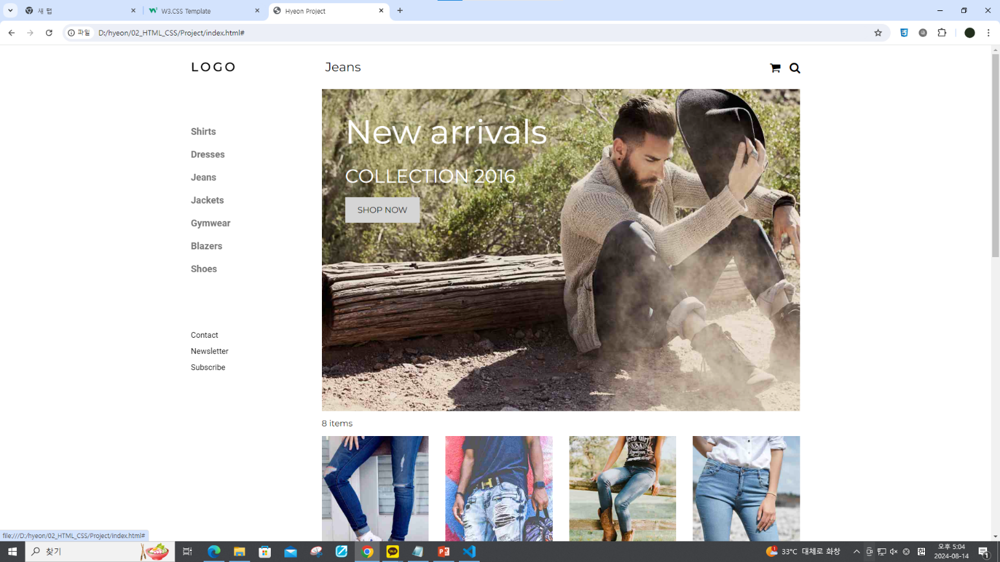 새 탭
W3.CSS Template
Hyeon Project
파일
D:/hyeon/02_HTML_CSS/Project/index.html#
LOGO
Jeans
Shirts
Dresses
Jeans
Jackets
Gymwear
Blazers
Shoes
Contact
Newsletter
Subscribe
New arrivals
COLLECTION 2016
SHOP NOW
8 items
file:///D:/hyeon/02_HTML_CSS/Project/index.html#
찾기
TALK
33°C 대체로 화창
오후 5:04
2024-08-14